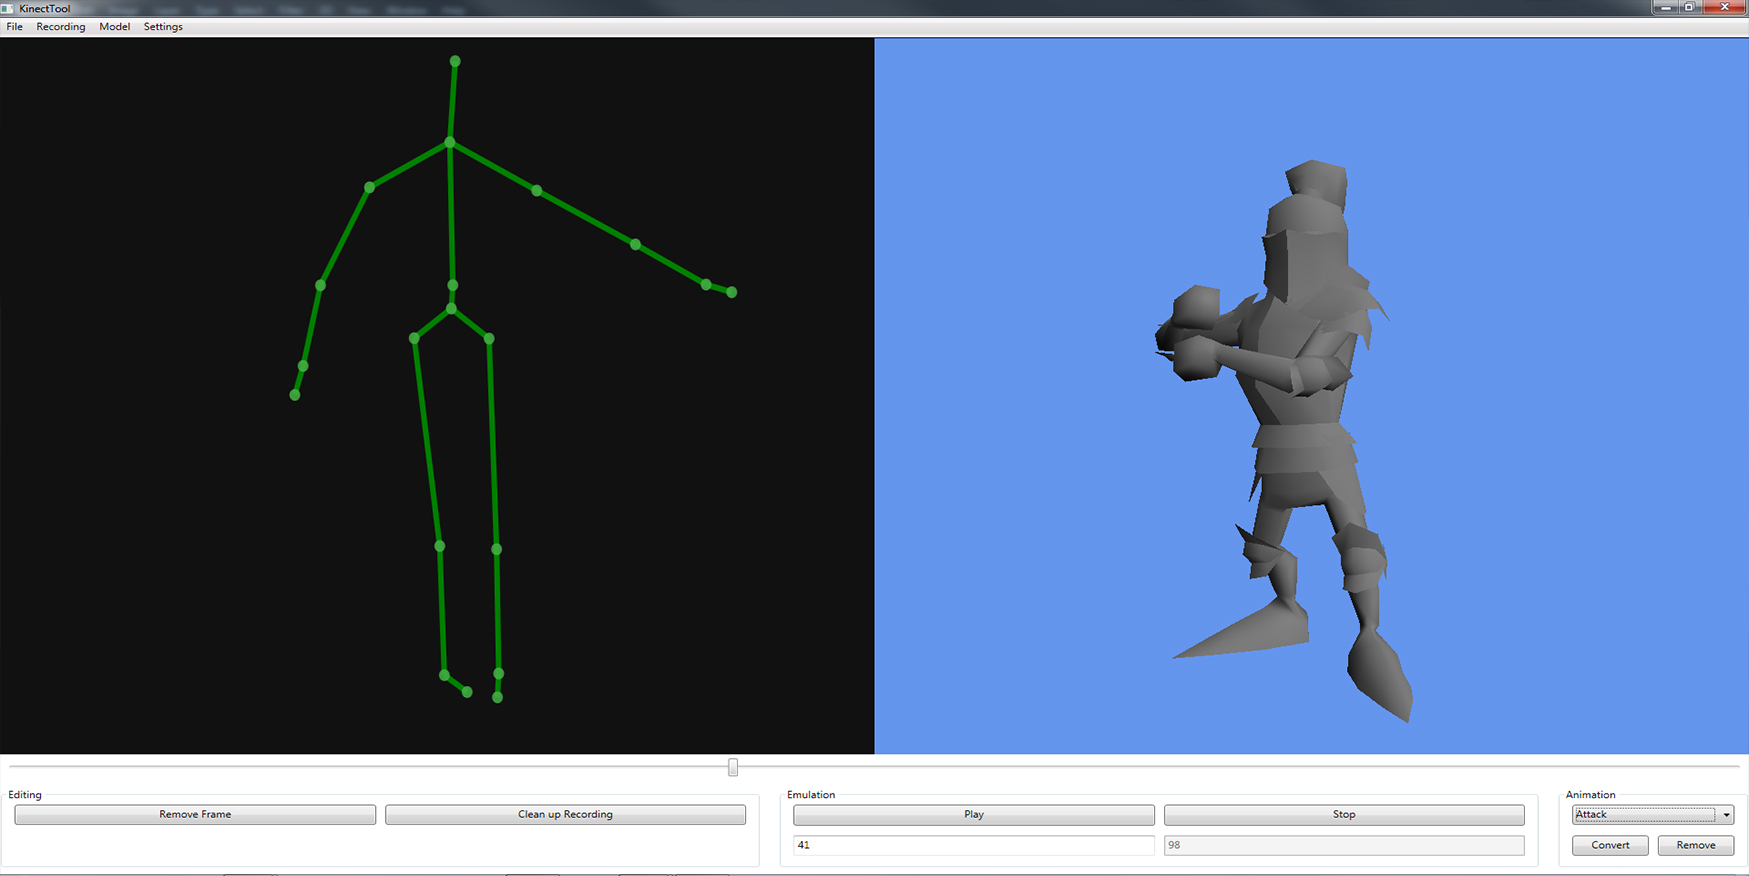 KinectTool
File Recording Model Settings
Editing Emulation Animation
Remove Frame Clean up Recording Play Stop Attack
41 98 Convert Remove